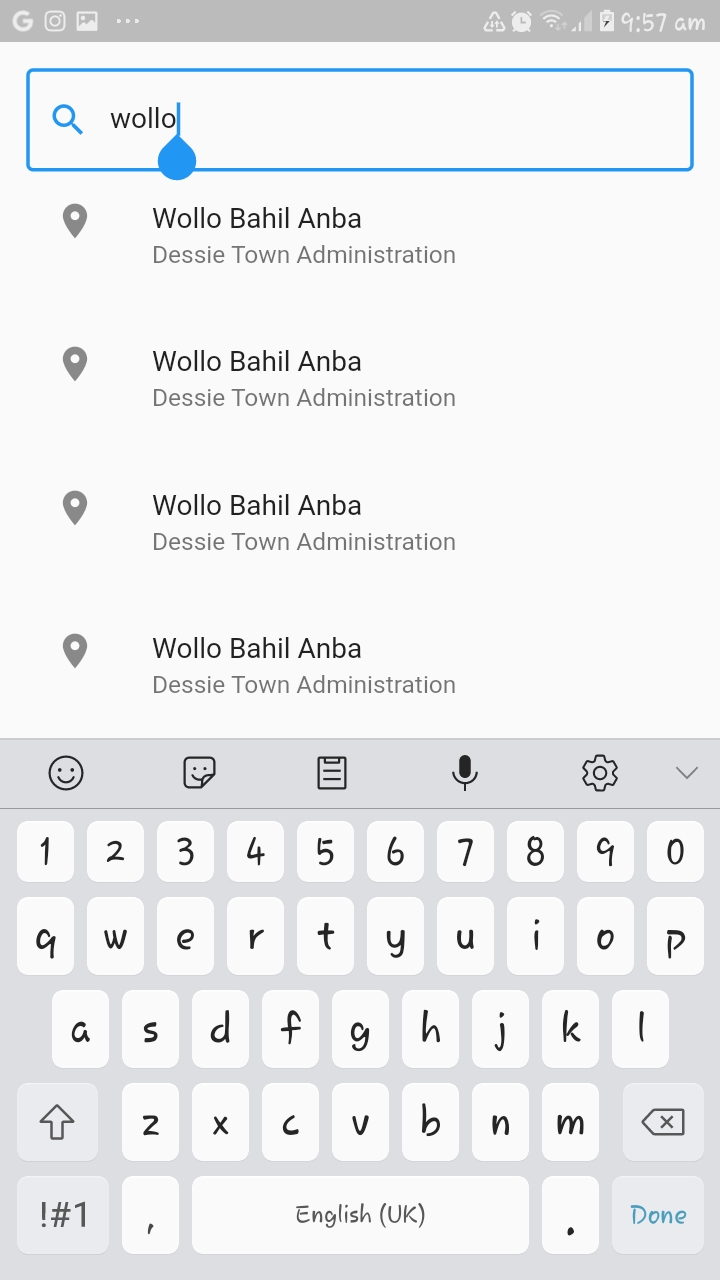 9:57 am
wollo
Wollo Bahil Anba
Dessie Town Administration
Wollo Bahil Anba
Dessie Town Administration
Wollo Bahil Anba
Dessie Town Administration
Wollo Bahil Anba
Dessie Town Administration
1 2 3 4 5 6 7 8 9 0
q w e r t y u i o p
a s d f g h j k l
z x c v b n m
!#1 , English (UK) . Done